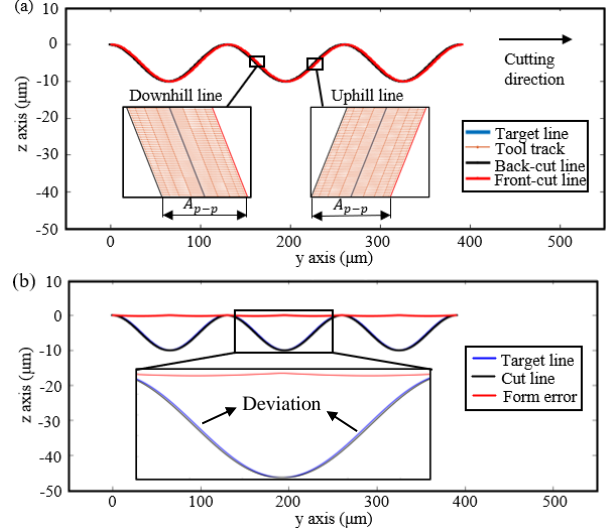 (a)
10
0
-10
-20
-30
-40
-50
z axis (μm)
Downhill line
Uphill line
Cutting
direction
A_{p-p}
A_{p-p}
Target line
Tool track
Back-cut line
Front-cut line
0 100 200 300 400 500
y axis (μm)
(b)
10
0
-10
-20
-30
-40
-50
z axis (μm)
Deviation
Target line
Cut line
Form error
0 100 200 300 400 500
y axis (μm)